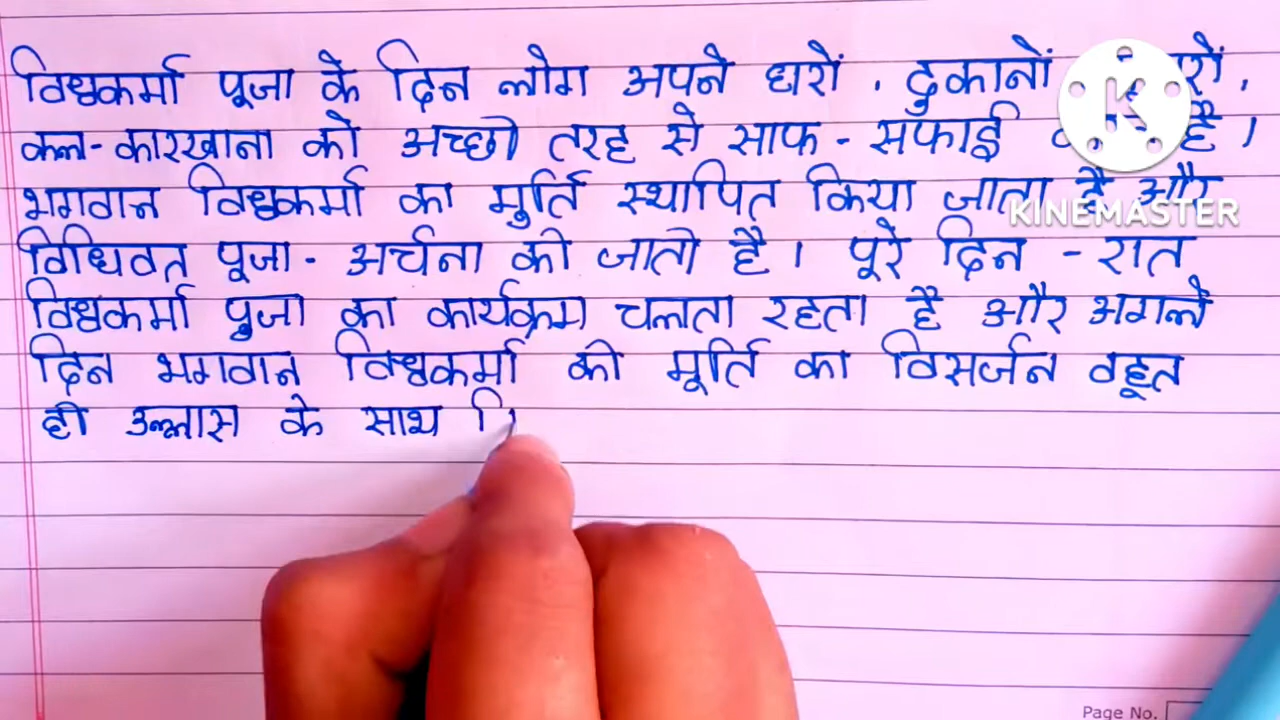 विश्वकर्मा पूजा के दिन लोग अपने घरों, दुकानों
कल-कारखाना को अच्छी तरह से साफ-सफाई है।
भगवान विश्वकर्मा का मुर्ति स्थापित किया जाता है और
विधिवत पूजा-अर्चना की जाती है। पूरे दिन-रात
विश्वकर्मा पुजा का कार्यक्रम चलता रहता है और अगले
दिन भगवान विश्वकर्मा की मूर्ति का विसर्जन वहूत
ही उल्लास के साथ
K
KINEMASTER
Page No.